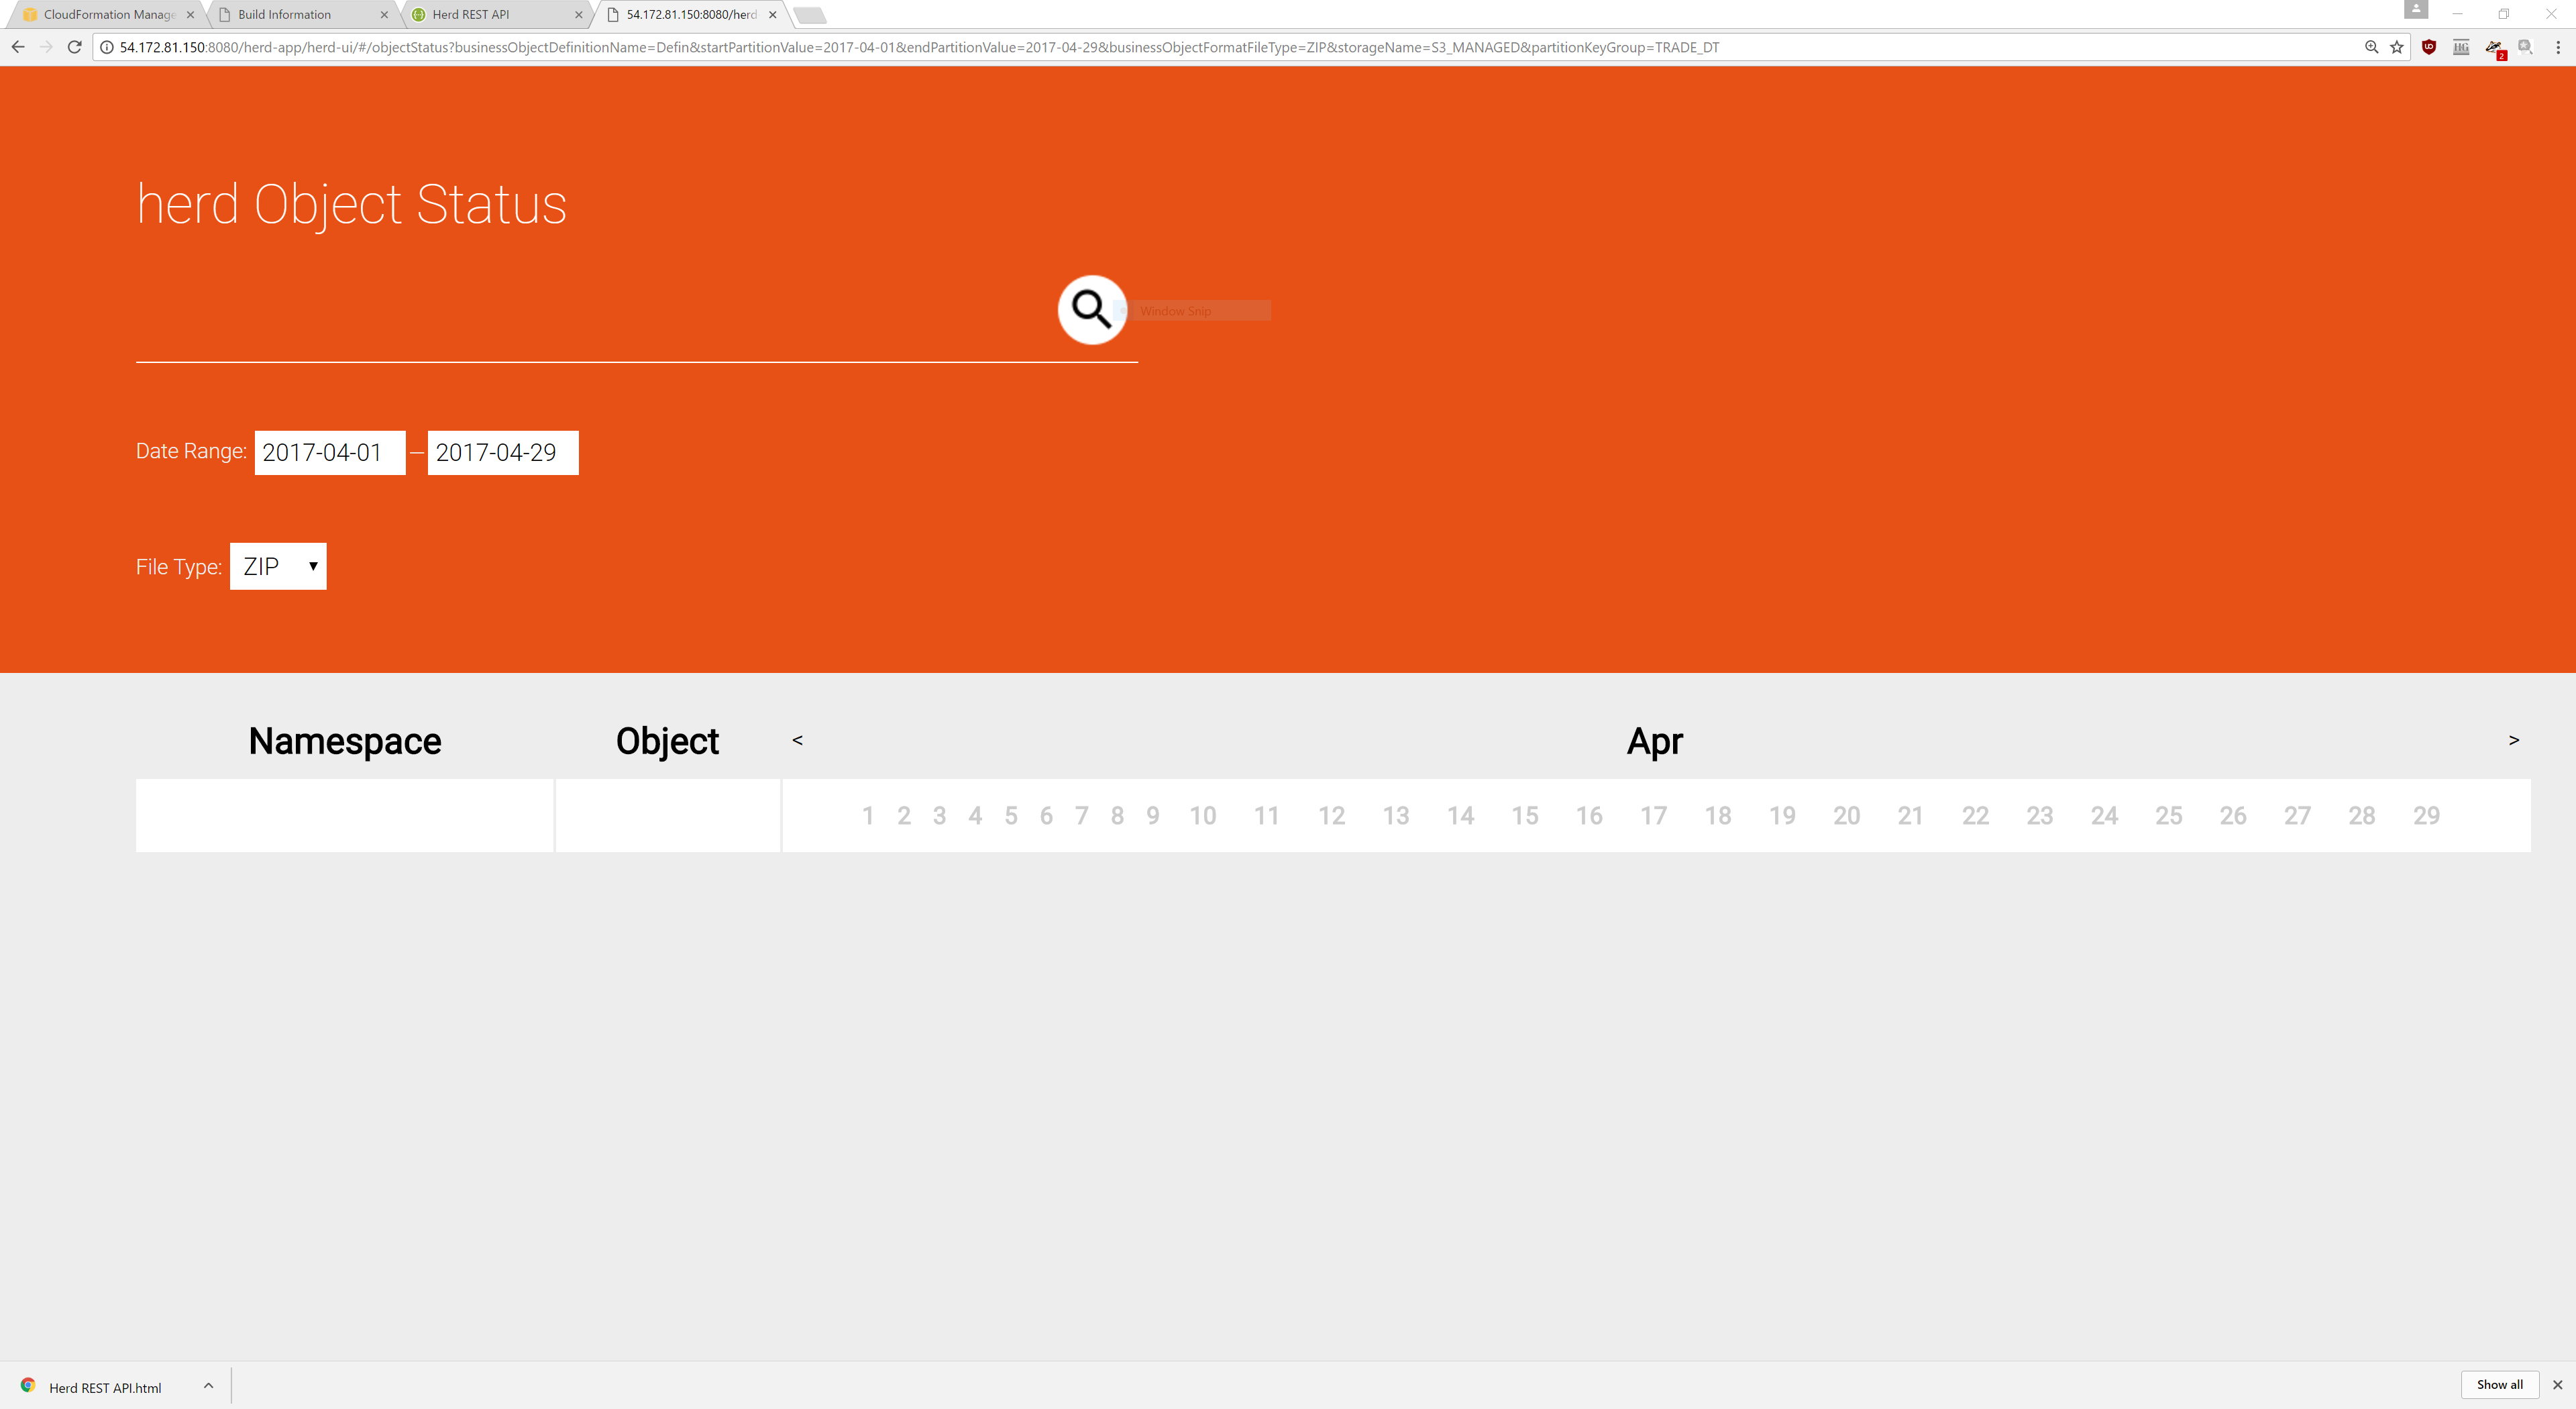 CloudFormation Manage
Build Information
Herd REST API
54.172.81.150:8080/herd
54.172.81.150:8080/herd-app/herd-ui/#/objectStatus?businessObjectDefinitionName=Defin&startPartitionValue=2017-04-01&endPartitionValue=2017-04-29&businessObjectFormatFileType=ZIP&storageName=S3_MANAGED&partitionKeyGroup=TRADE_DT
2
herd Object Status
Window Snip
Date Range: 2017-04-01 — 2017-04-29
File Type: ZIP
Namespace Object < Apr >
1 2 3 4 5 6 7 8 9 10 11 12 13 14 15 16 17 18 19 20 21 22 23 24 25 26 27 28 29
Herd REST API.html
Show all